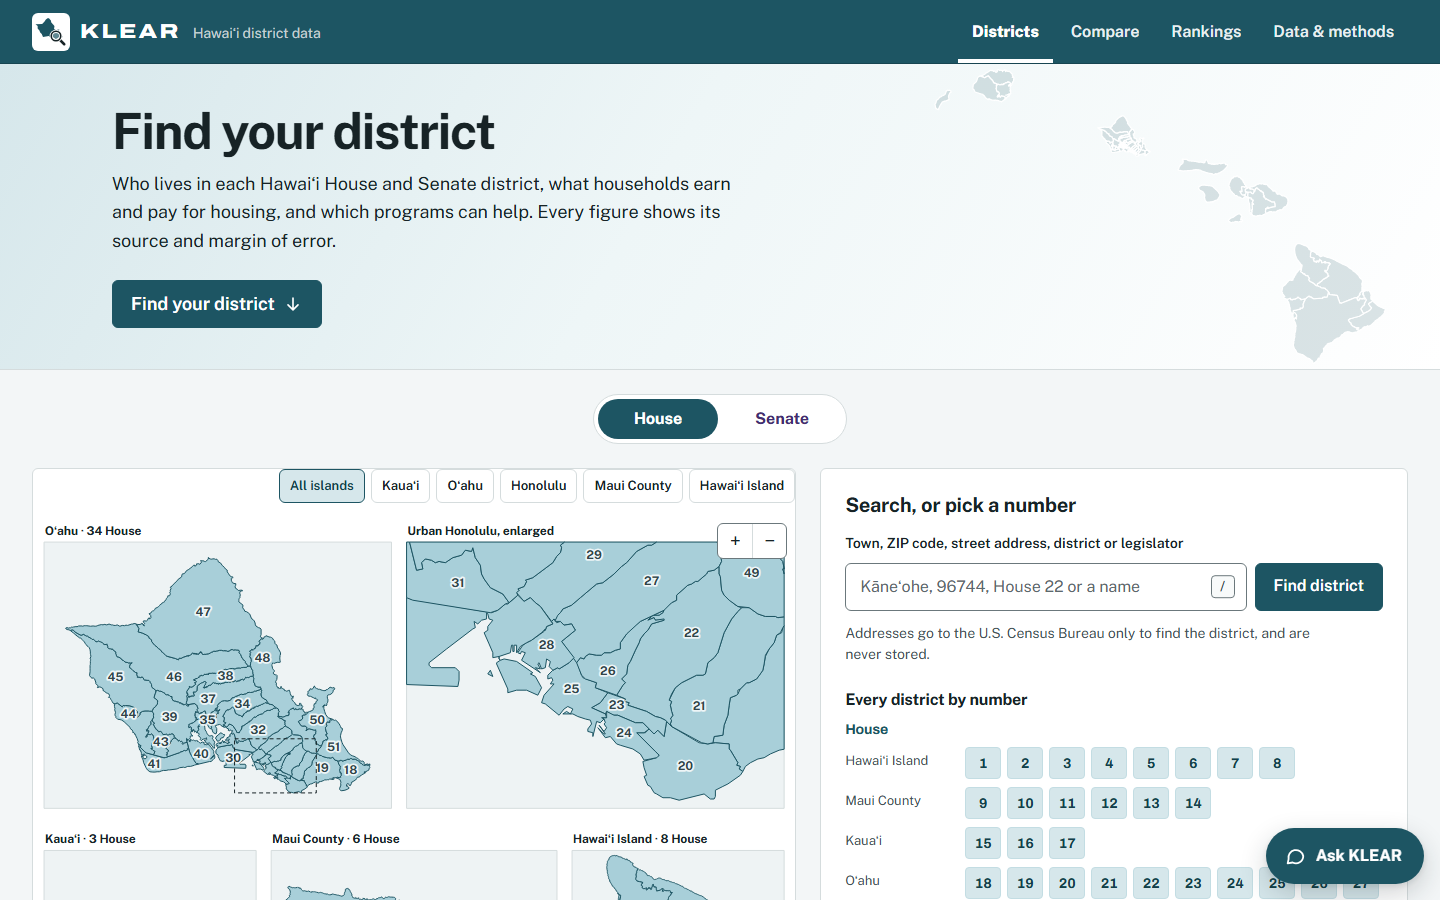 KLEAR Hawaiʻi district data
Districts Compare Rankings Data & methods
Find your district
Who lives in each Hawaiʻi House and Senate district, what households earn
and pay for housing, and which programs can help. Every figure shows its
source and margin of error.
Find your district ↓
House Senate
All islands Kauaʻi Oʻahu Honolulu Maui County Hawaiʻi Island
Oʻahu · 34 House
47
48
45
46
38
37
34
44
39
35
50
32
43
51
40
30
41
19
18
Urban Honolulu, enlarged
+ −
29
49
31
27
22
28
26
25
23
21
24
20
Kauaʻi · 3 House
Maui County · 6 House
Hawaiʻi Island · 8 House
Search, or pick a number
Town, ZIP code, street address, district or legislator
Kāneʻohe, 96744, House 22 or a name /
Find district
Addresses go to the U.S. Census Bureau only to find the district, and are
never stored.
Every district by number
House
Hawaiʻi Island 1 2 3 4 5 6 7 8
Maui County 9 10 11 12 13 14
Kauaʻi 15 16 17
Oʻahu 18 19 20 21 22 23 24 25 26 27
Ask KLEAR